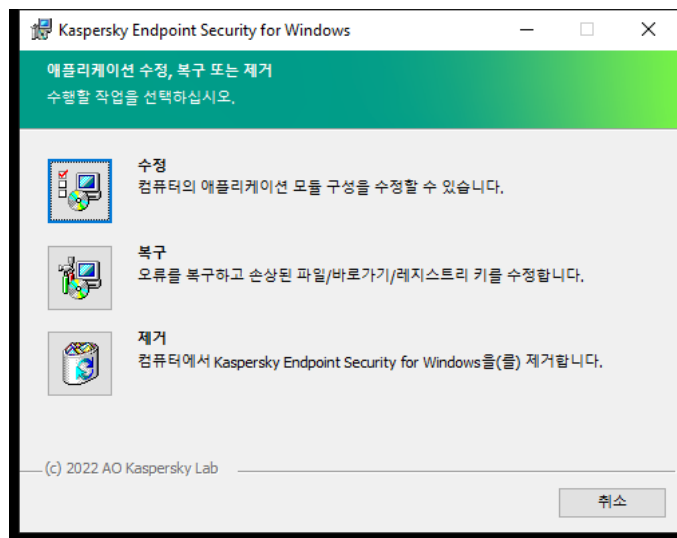 Kaspersky Endpoint Security for Windows
애플리케이션 수정, 복구 또는 제거
수행할 작업을 선택하십시오.
수정
컴퓨터의 애플리케이션 모듈 구성을 수정할 수 있습니다.
복구
오류를 복구하고 손상된 파일/바로가기/레지스트리 키를 수정합니다.
제거
컴퓨터에서 Kaspersky Endpoint Security for Windows을(를) 제거합니다.
(c) 2022 AO Kaspersky Lab
취소